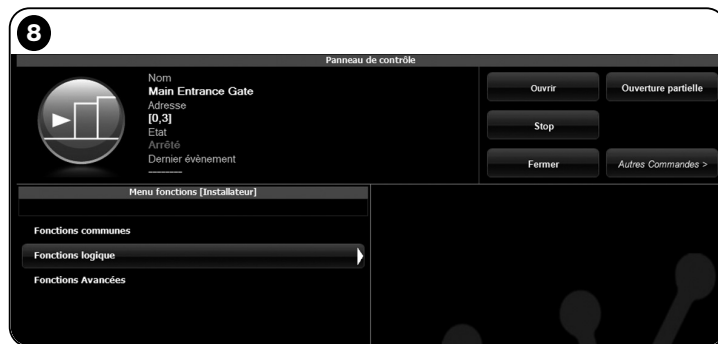 8
Panneau de contrôle
Nom
Main Entrance Gate
Adresse
[0,3]
Etat
Arrêté
Dernier évènement
--------
Ouvrir
Ouverture partielle
Stop
Fermer
Autres Commandes >
Menu fonctions [Installateur]
Fonctions communes
Fonctions logique
Fonctions Avancées